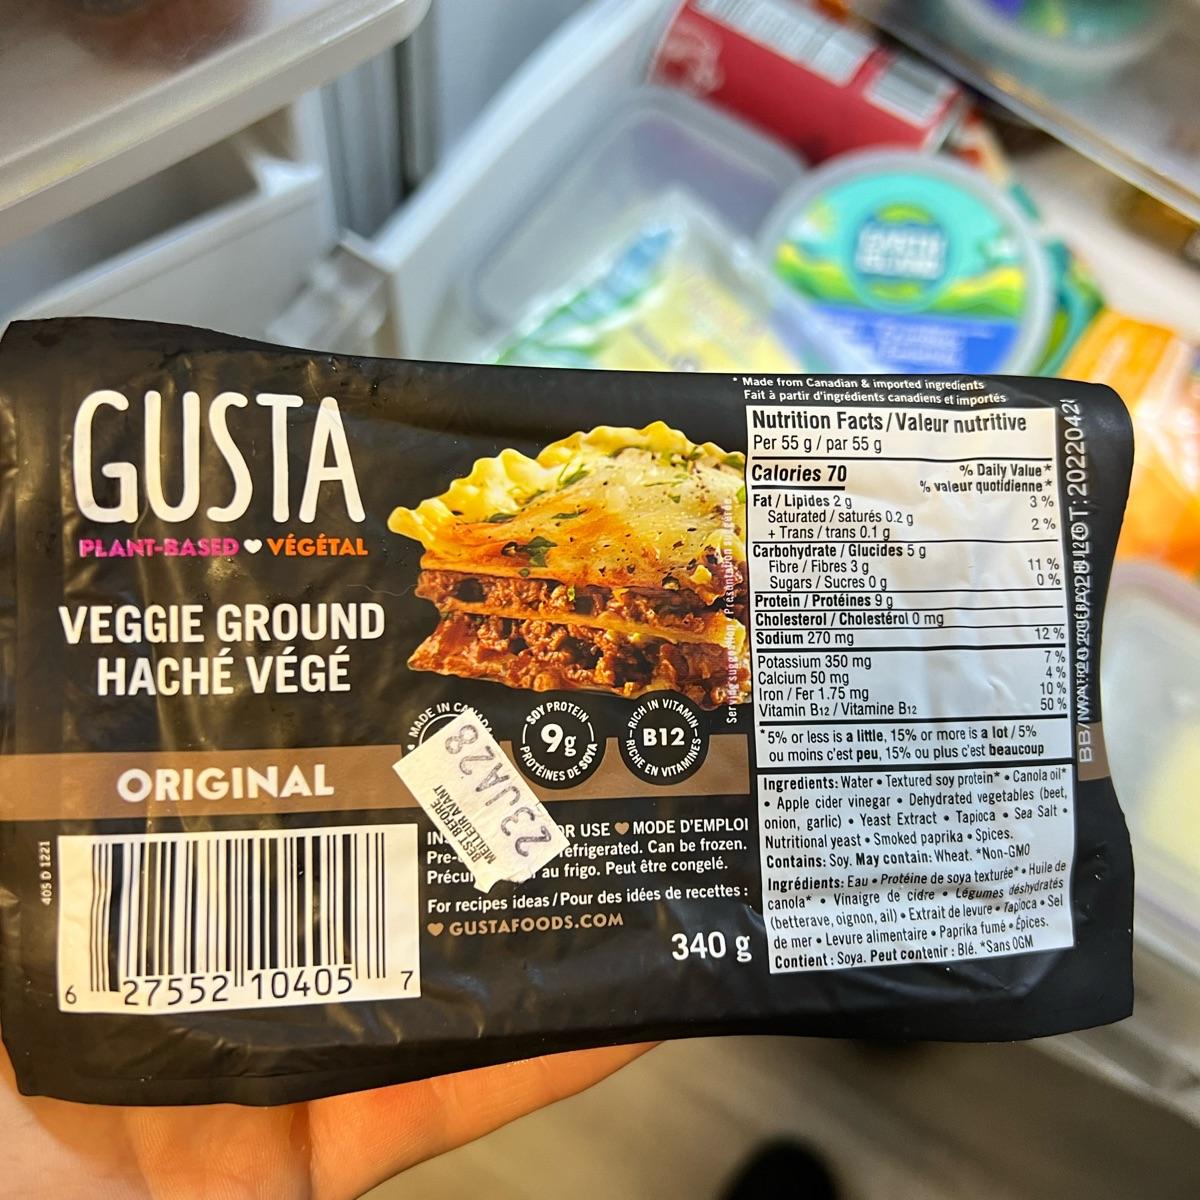 GUSTA
PLANT-BASED ♥ VÉGÉTAL
VEGGIE GROUND
HACHÉ VÉGÉ
ORIGINAL
405 D 1221
6 27552 10405 7
MADE IN
SOY PROTEIN
9g
PROTÉINES DE SOYA
RICH IN VITAMIN
B12
RICHE EN VITAMINES
BEST BEFORE
MEILLEUR AVANT
23JA28
OR USE ♥ MODE D'EMPLOI
refrigerated. Can be frozen.
au frigo. Peut être congelé.
For recipes ideas / Pour des idées de recettes :
♥ GUSTAFOODS.COM
340 g
Serving suggestion / Présentation suggérée
* Made from Canadian & imported ingredients
Fait à partir d'ingrédients canadiens et importés
Nutrition Facts / Valeur nutritive
Per 55 g / par 55 g
Calories 70
% Daily Value*
% valeur quotidienne*
Fat / Lipides 2 g 3 %
Saturated / saturés 0.2 g
+ Trans / trans 0.1 g 2 %
Carbohydrate / Glucides 5 g
Fibre / Fibres 3 g 11 %
Sugars / Sucres 0 g 0 %
Protein / Protéines 9 g
Cholesterol / Cholestérol 0 mg
Sodium 270 mg 12 %
Potassium 350 mg 7 %
Calcium 50 mg 4 %
Iron / Fer 1.75 mg 10 %
Vitamin B12 / Vitamine B12 50 %
*5% or less is a little, 15% or more is a lot / 5%
ou moins c'est peu, 15% ou plus c'est beaucoup
Ingredients: Water • Textured soy protein* • Canola oil*
• Apple cider vinegar • Dehydrated vegetables (beet,
onion, garlic) • Yeast Extract • Tapioca • Sea Salt •
Nutritional yeast • Smoked paprika • Spices.
Contains: Soy. May contain: Wheat. *Non-GMO
Ingrédients: Eau • Protéine de soya texturée* • Huile de
canola* • Vinaigre de cidre • Légumes déshydratés
(betterave, oignon, ail) • Extrait de levure • Tapioca • Sel
de mer • Levure alimentaire • Paprika fumé • Épices.
Contient : Soya. Peut contenir : Blé. *Sans OGM